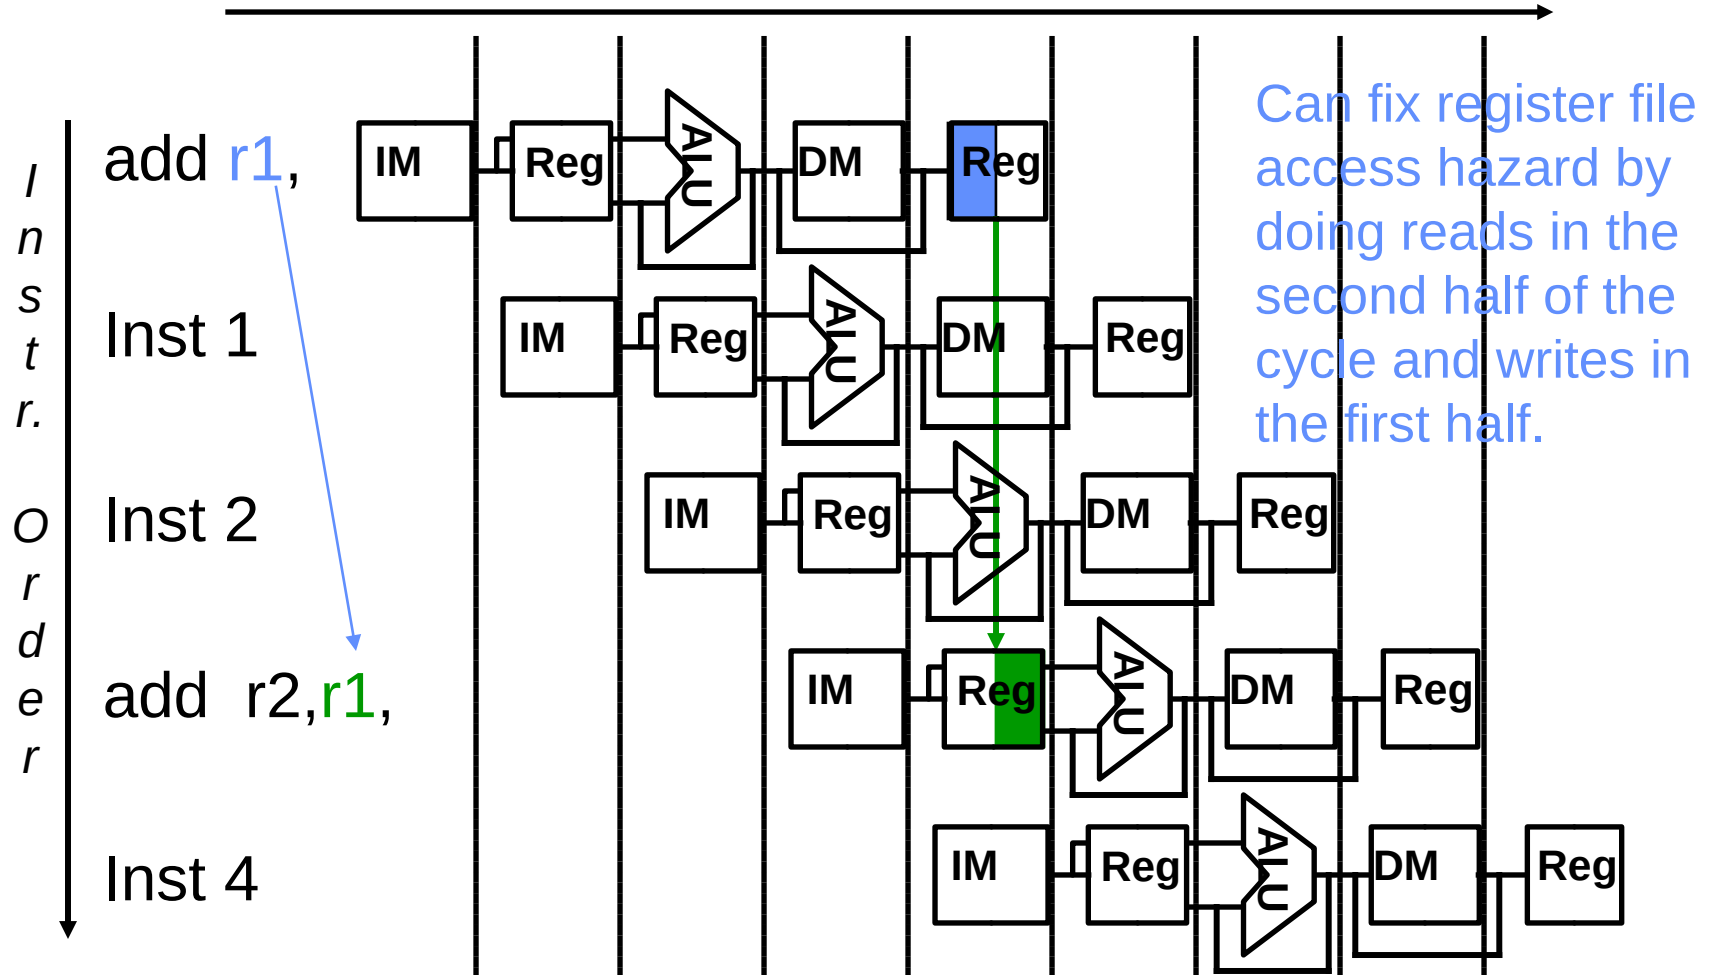 Instr. Order
add r1,
IM
Reg
ALU
DM
Reg
Can fix register file
access hazard by
doing reads in the
second half of the
cycle and writes in
the first half.
Inst 1
IM
Reg
ALU
DM
Reg
Inst 2
IM
Reg
ALU
DM
Reg
add r2,r1,
IM
Reg
ALU
DM
Reg
Inst 4
IM
Reg
ALU
DM
Reg